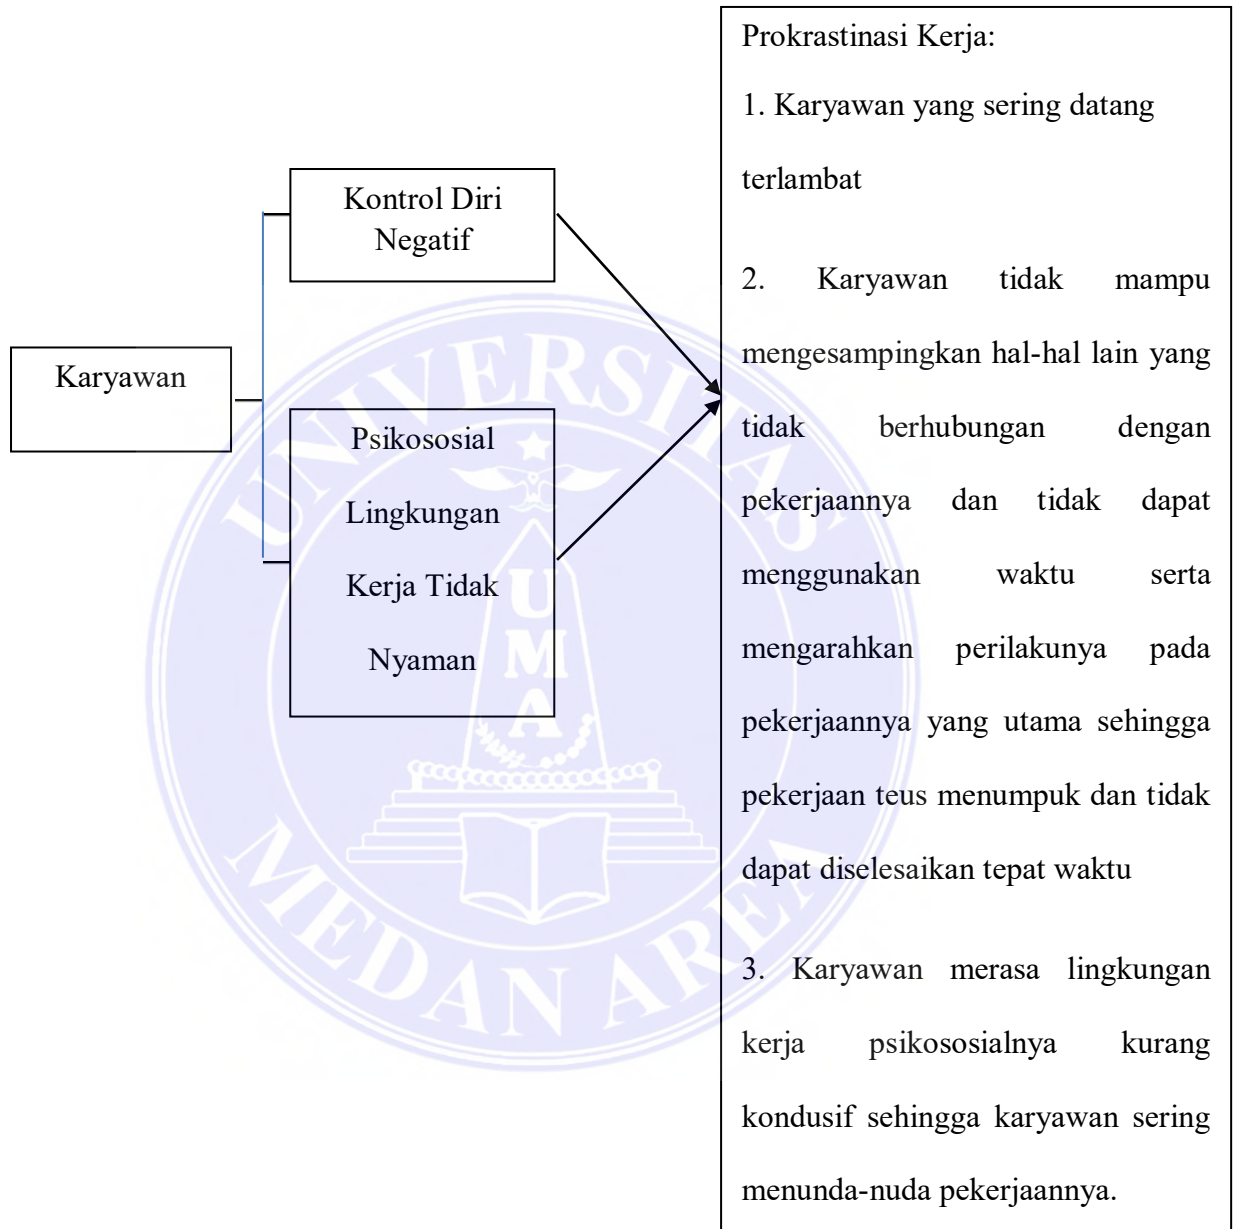 Karyawan
Kontrol Diri
Negatif
Psikososial
Lingkungan
Kerja Tidak
Nyaman
Prokrastinasi Kerja:
1. Karyawan yang sering datang
terlambat
2. Karyawan tidak mampu
mengesampingkan hal-hal lain yang
tidak berhubungan dengan
pekerjaannya dan tidak dapat
menggunakan waktu serta
mengarahkan perilakunya pada
pekerjaannya yang utama sehingga
pekerjaan teus menumpuk dan tidak
dapat diselesaikan tepat waktu
3. Karyawan merasa lingkungan
kerja psikososialnya kurang
kondusif sehingga karyawan sering
menunda-nuda pekerjaannya.
UNIVERSITAS
UMA
MEDAN AREA